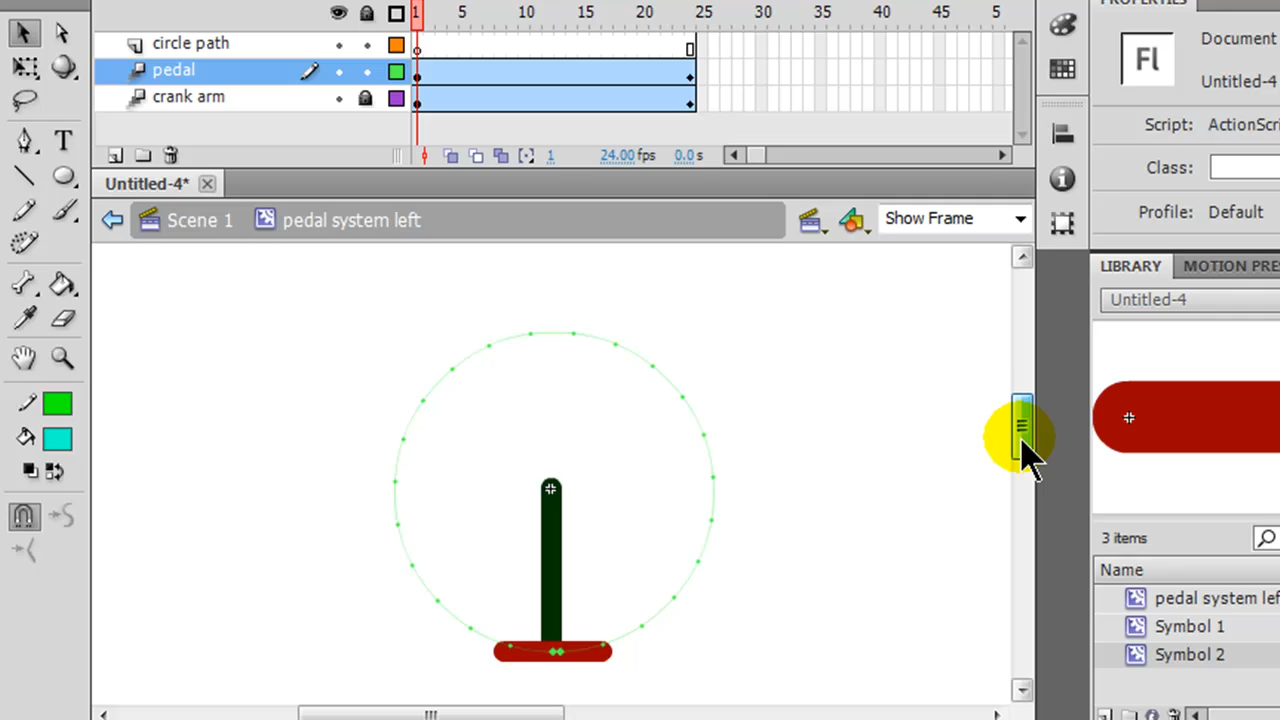 PROPERTIES
1 5 10 15 20 25 30 35 40 45 5
circle path
Document
pedal
Fl
Untitled-4
crank arm
Script: ActionScri
1 24.00 fps 0.0 s
Class:
Untitled-4*
Profile: Default
Scene 1 pedal system left Show Frame
LIBRARY MOTION PRE
Untitled-4
3 items
Name
pedal system lef
Symbol 1
Symbol 2